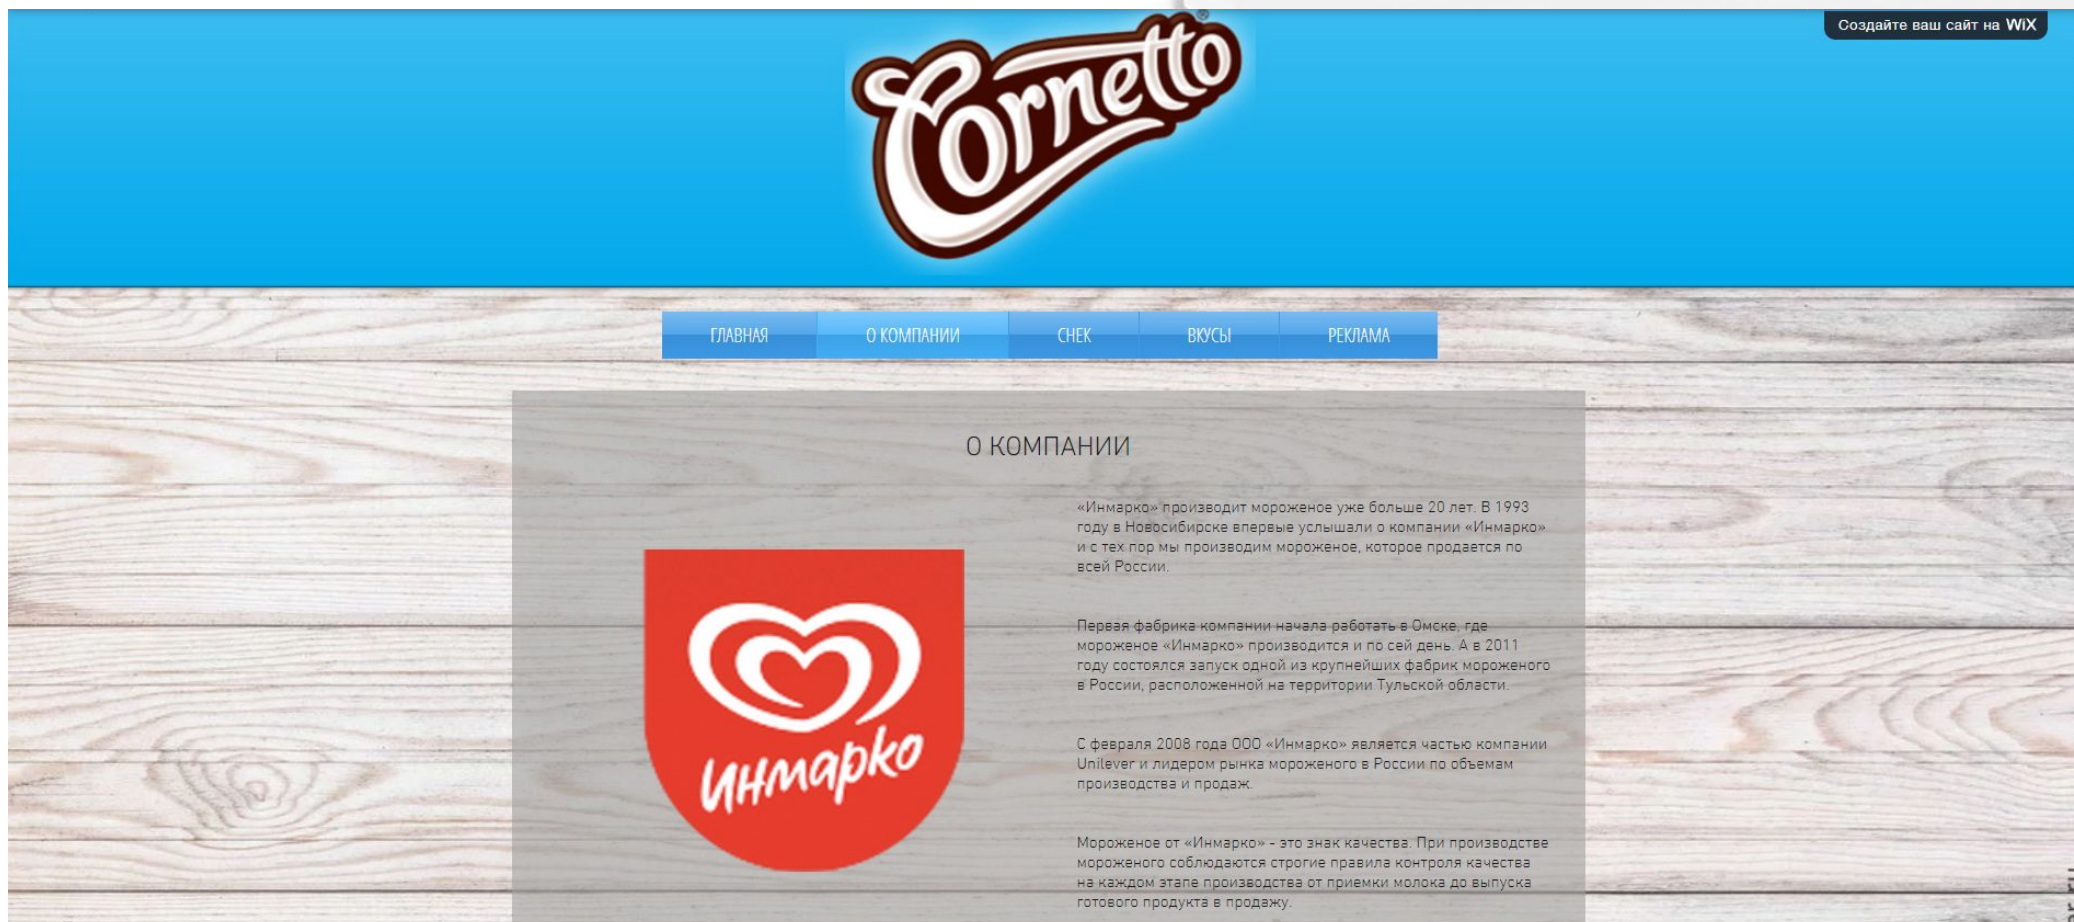 Cornetto®
Создайте ваш сайт на WiX
ГЛАВНАЯ О КОМПАНИИ СНЕК ВКУСЫ РЕКЛАМА
О КОМПАНИИ
«Инмарко» производит мороженое уже больше 20 лет. В 1993
году в Новосибирске впервые услышали о компании «Инмарко»
и с тех пор мы производим мороженое, которое продается по
всей России.
Первая фабрика компании начала работать в Омске, где
мороженое «Инмарко» производится и по сей день. А в 2011
году состоялся запуск одной из крупнейших фабрик мороженого
в России, расположенной на территории Тульской области.
С февраля 2008 года ООО «Инмарко» является частью компании
Unilever и лидером рынка мороженого в России по объемам
производства и продаж.
Мороженое от «Инмарко» - это знак качества. При производстве
мороженого соблюдаются строгие правила контроля качества
на каждом этапе производства от приемки молока до выпуска
готового продукта в продажу.
инмарко